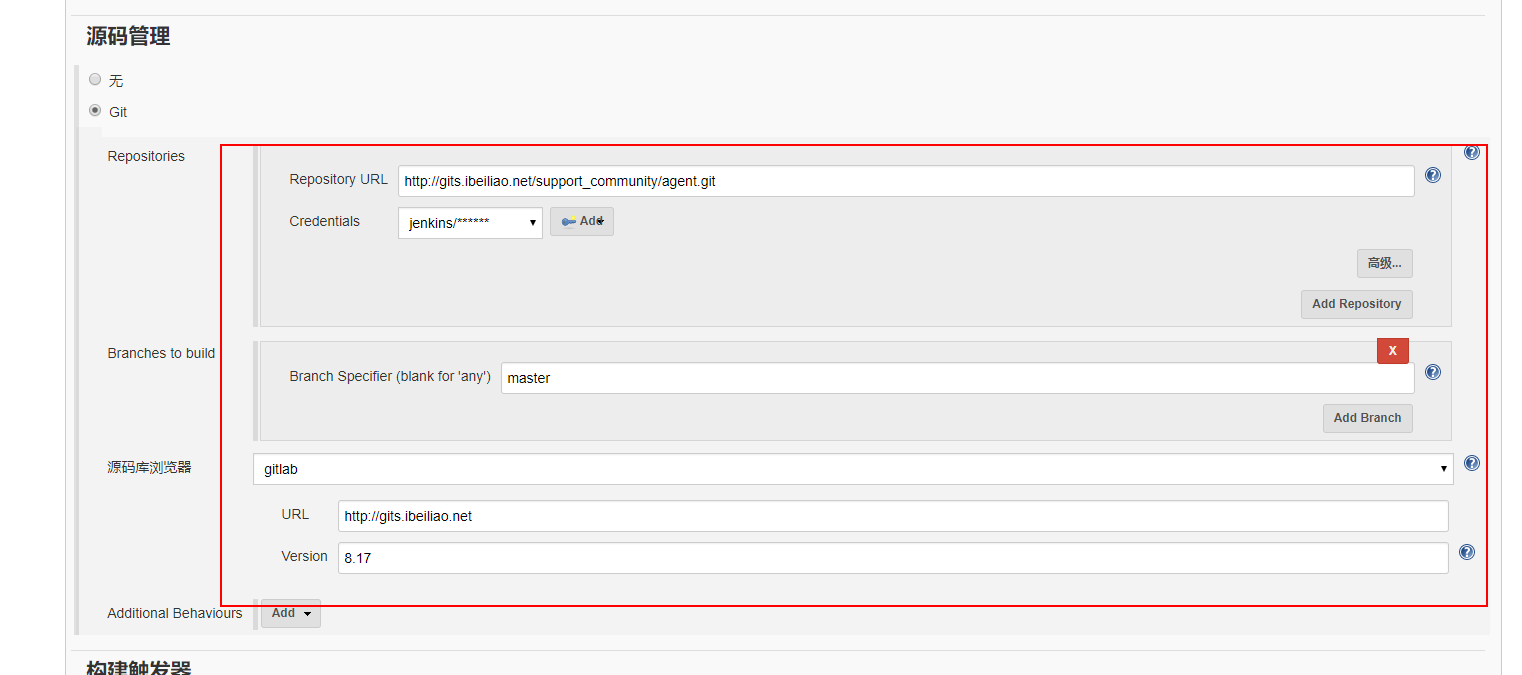 源码管理
无
Git
Repositories
Repository URL http://gits.ibeiliao.net/support_community/agent.git
Credentials jenkins/****** Add
高级...
Add Repository
Branches to build
X
Branch Specifier (blank for 'any') master
Add Branch
源码库浏览器 gitlab
URL http://gits.ibeiliao.net
Version 8.17
Additional Behaviours Add
构建触发器